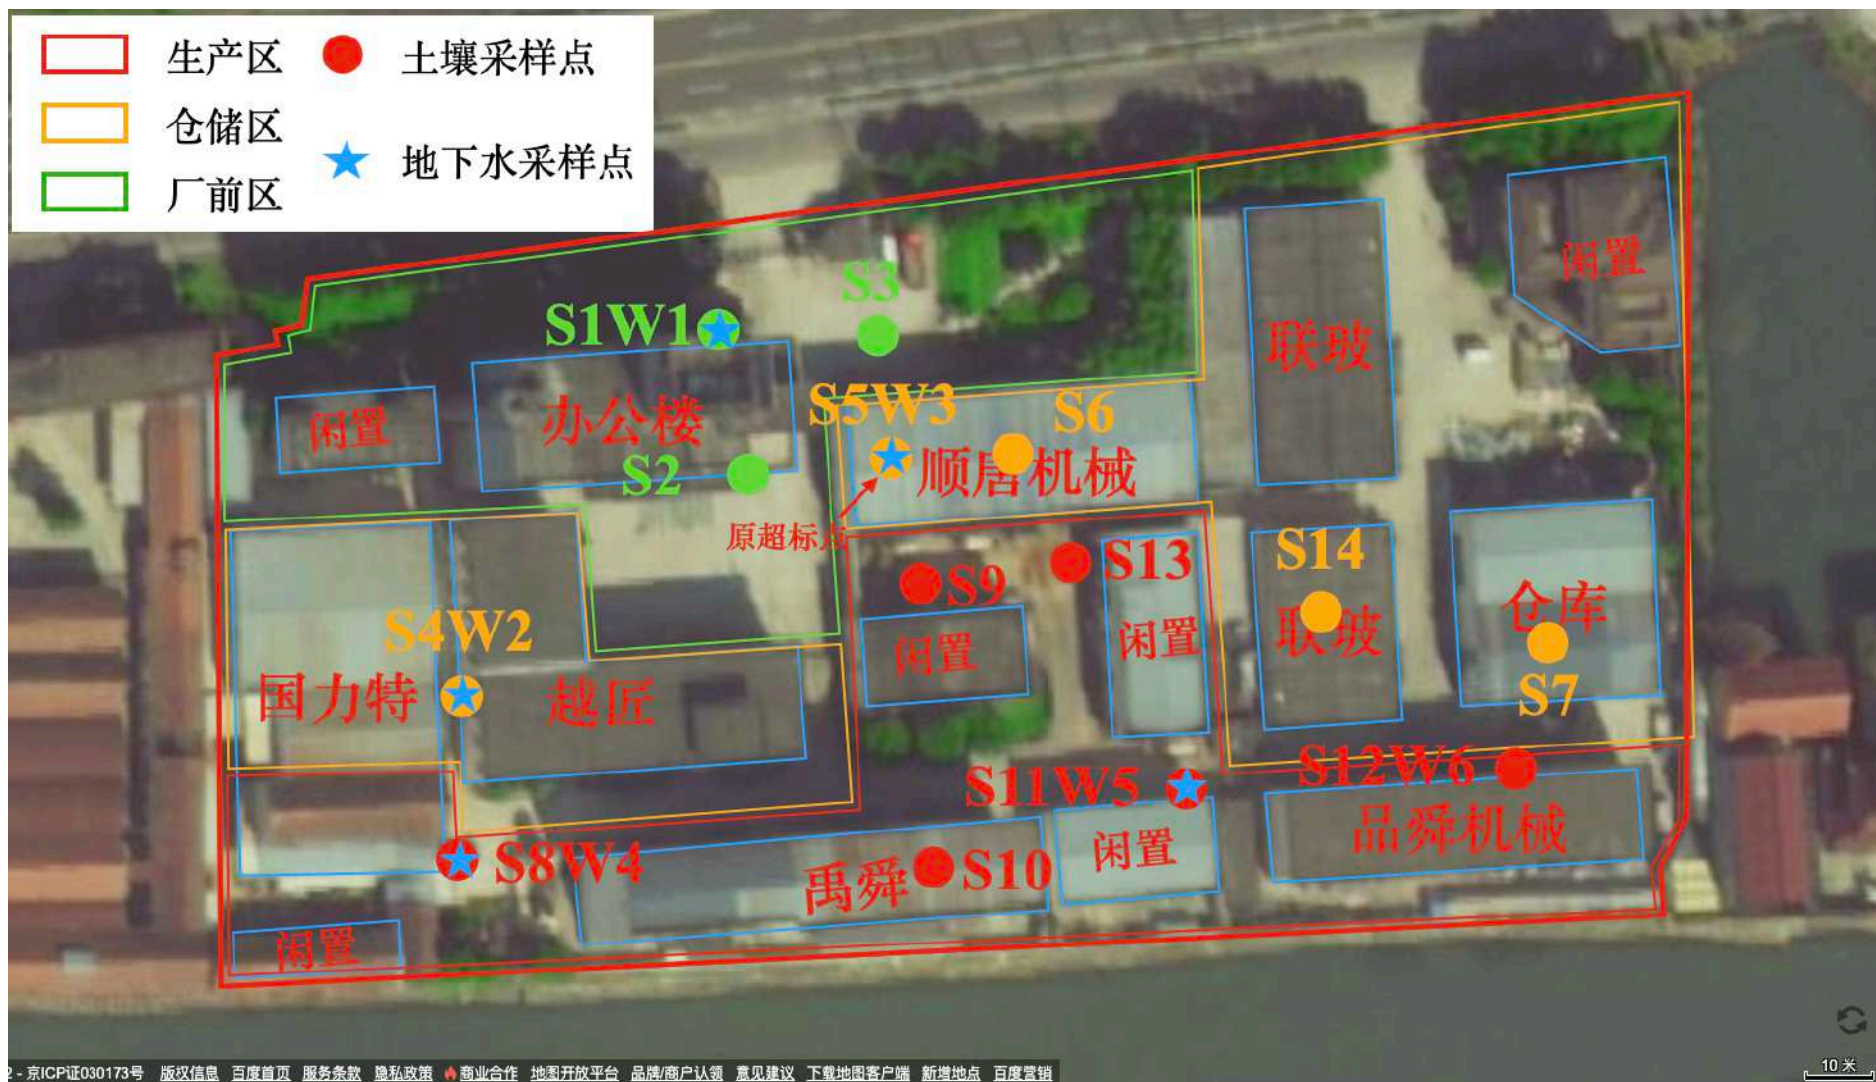 生产区
土壤采样点
仓储区
地下水采样点
厂前区
S3
S1W1
闲置
联玻
办公楼
闲置
S5W3
S6
S2
顺居机械
原超标点
S9
S13
S14
仓库
S4W2
闲置
闲置
联玻
国力特
越匠
S7
S11W5
S12W6
品舜机械
S8W4
禹舜
S10
闲置
闲置
2 - 京ICP证030173号 版权信息 百度首页 服务条款 隐私政策 商业合作 地图开放平台 品牌/商户认领 意见建议 下载地图客户端 新增地点 百度营销
10 米